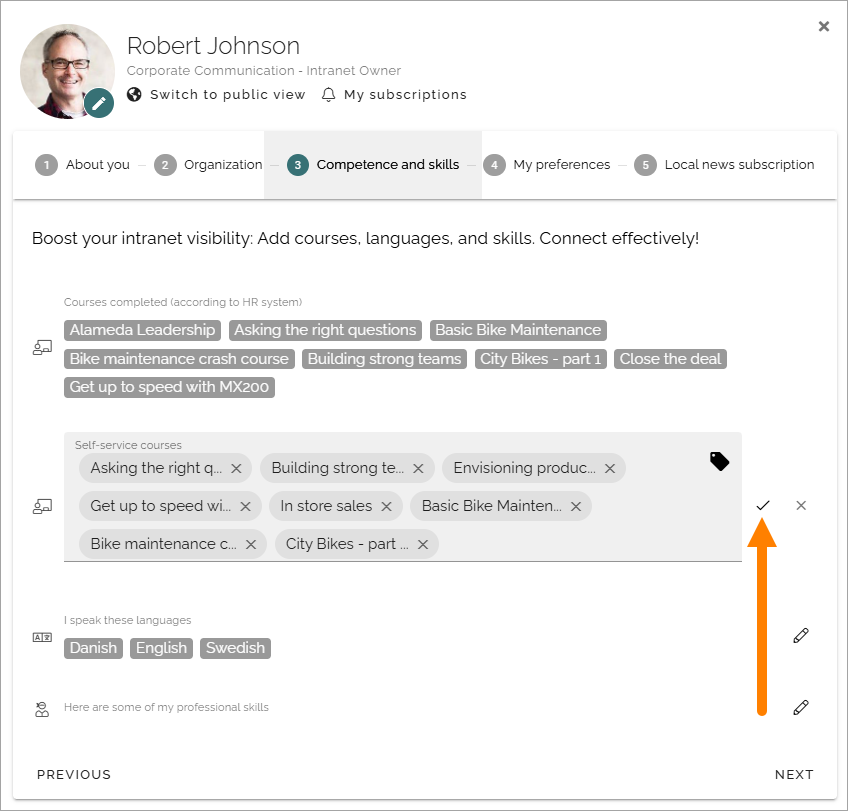 Robert Johnson
Corporate Communication - Intranet Owner
Switch to public view My subscriptions
1 About you 2 Organization 3 Competence and skills 4 My preferences 5 Local news subscription
Boost your intranet visibility: Add courses, languages, and skills. Connect effectively!
Courses completed (according to HR system)
Alameda Leadership Asking the right questions Basic Bike Maintenance
Bike maintenance crash course Building strong teams City Bikes - part 1 Close the deal
Get up to speed with MX200
Self-service courses
Asking the right q... Building strong te... Envisioning produc...
Get up to speed wi... In store sales Basic Bike Mainten...
Bike maintenance c... City Bikes - part ...
I speak these languages
Danish English Swedish
Here are some of my professional skills
PREVIOUS NEXT